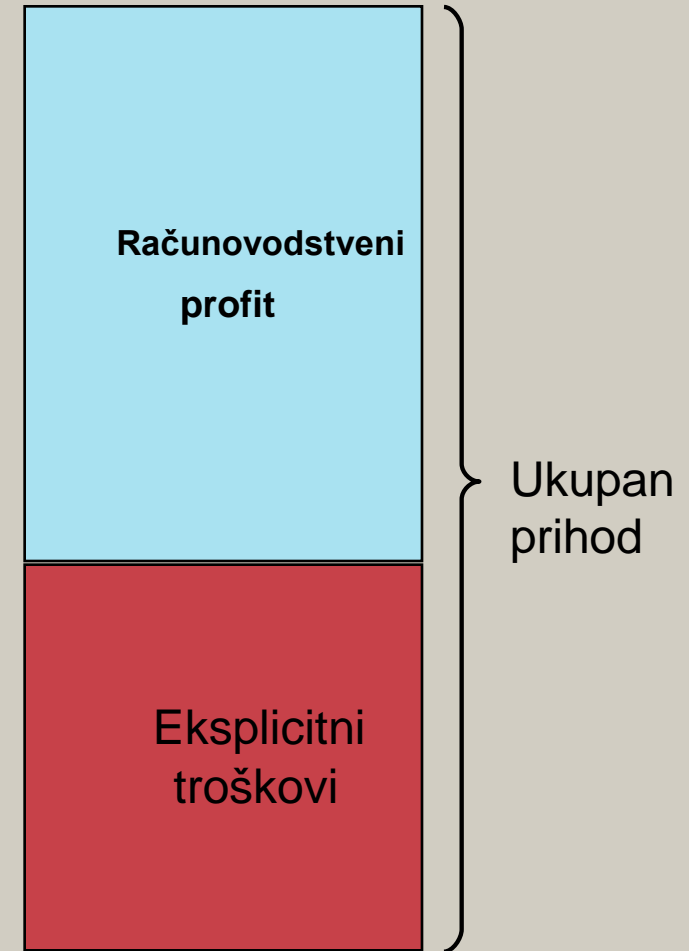 Računovodstveni
profit
Ukupan
prihod
Eksplicitni
troškovi